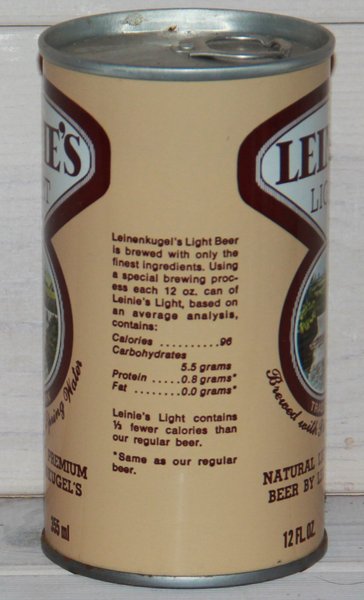 IE'S
LEI
Leinenkugel's Light Beer
is brewed with only the
finest ingredients. Using
a special brewing proc-
ess each 12 oz. can of
Leinie's Light, based on
an average analysis,
contains:
Calories ............96
Carbohydrates
5.5 grams
Protein .....0.8 grams*
Fat ........0.0 grams*
Leinie's Light contains
⅓ fewer calories than
our regular beer.
*Same as our regular
beer.
Spring Water
Brewed with
PREMIUM
KUGEL'S
NATURAL
BEER BY
355 ml
12 FL. OZ.